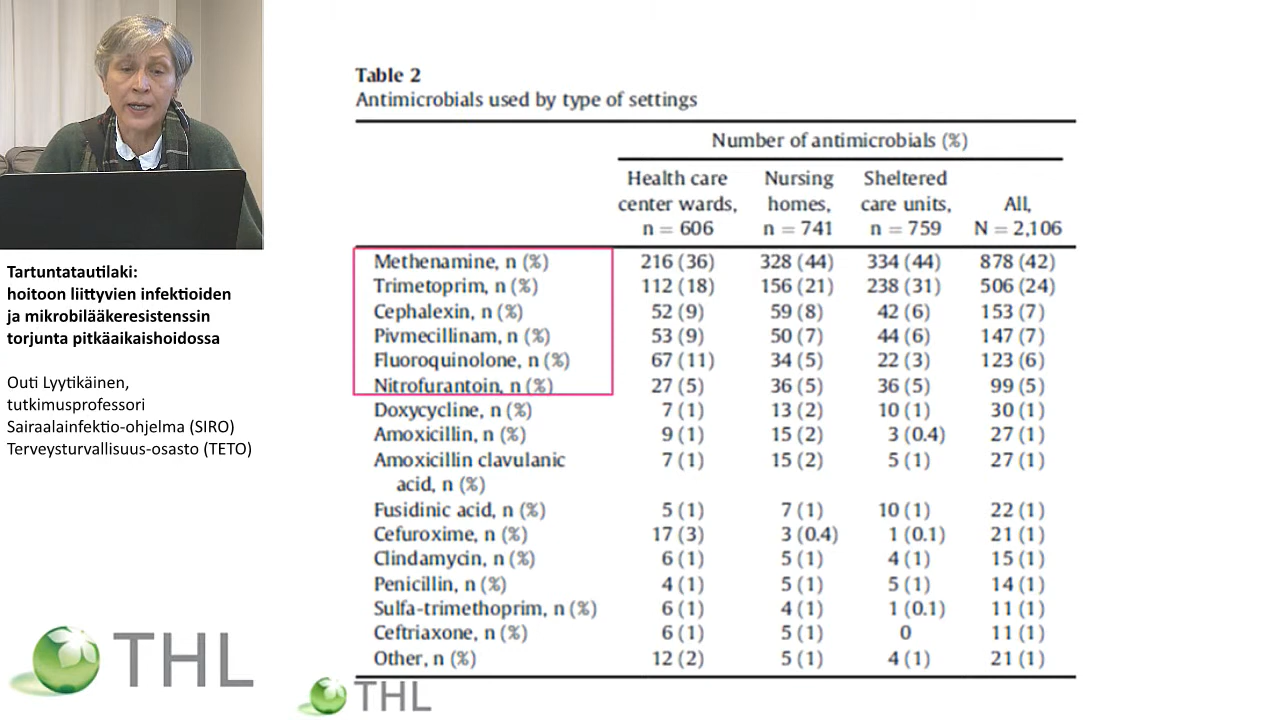 Table 2
Antimicrobials used by type of settings
Number of antimicrobials (%)
Health care center wards, n = 606
Nursing homes, n = 741
Sheltered care units, n = 759
All, N = 2,106
Methenamine, n (%) 216 (36) 328 (44) 334 (44) 878 (42)
Trimetoprim, n (%) 112 (18) 156 (21) 238 (31) 506 (24)
Cephalexin, n (%) 52 (9) 59 (8) 42 (6) 153 (7)
Pivmecillinam, n (%) 53 (9) 50 (7) 44 (6) 147 (7)
Fluoroquinolone, n (%) 67 (11) 34 (5) 22 (3) 123 (6)
Nitrofurantoin, n (%) 27 (5) 36 (5) 36 (5) 99 (5)
Doxycycline, n (%) 7 (1) 13 (2) 10 (1) 30 (1)
Amoxicillin, n (%) 9 (1) 15 (2) 3 (0.4) 27 (1)
Amoxicillin clavulanic 7 (1) 15 (2) 5 (1) 27 (1)
acid, n (%)
Fusidinic acid, n (%) 5 (1) 7 (1) 10 (1) 22 (1)
Cefuroxime, n (%) 17 (3) 3 (0.4) 1 (0.1) 21 (1)
Clindamycin, n (%) 6 (1) 5 (1) 4 (1) 15 (1)
Penicillin, n (%) 4 (1) 5 (1) 5 (1) 14 (1)
Sulfa-trimethoprim, n (%) 6 (1) 4 (1) 1 (0.1) 11 (1)
Ceftriaxone, n (%) 6 (1) 5 (1) 0 11 (1)
Other, n (%) 12 (2) 5 (1) 4 (1) 21 (1)
Tartuntatautilaki:
hoitoon liittyvien infektioiden
ja mikrobilääkeresistenssin
torjunta pitkäaikaishoidossa
Outi Lyytikäinen,
tutkimusprofessori
Sairaalainfektio-ohjelma (SIRO)
Terveysturvallisuus-osasto (TETO)
THL
THL